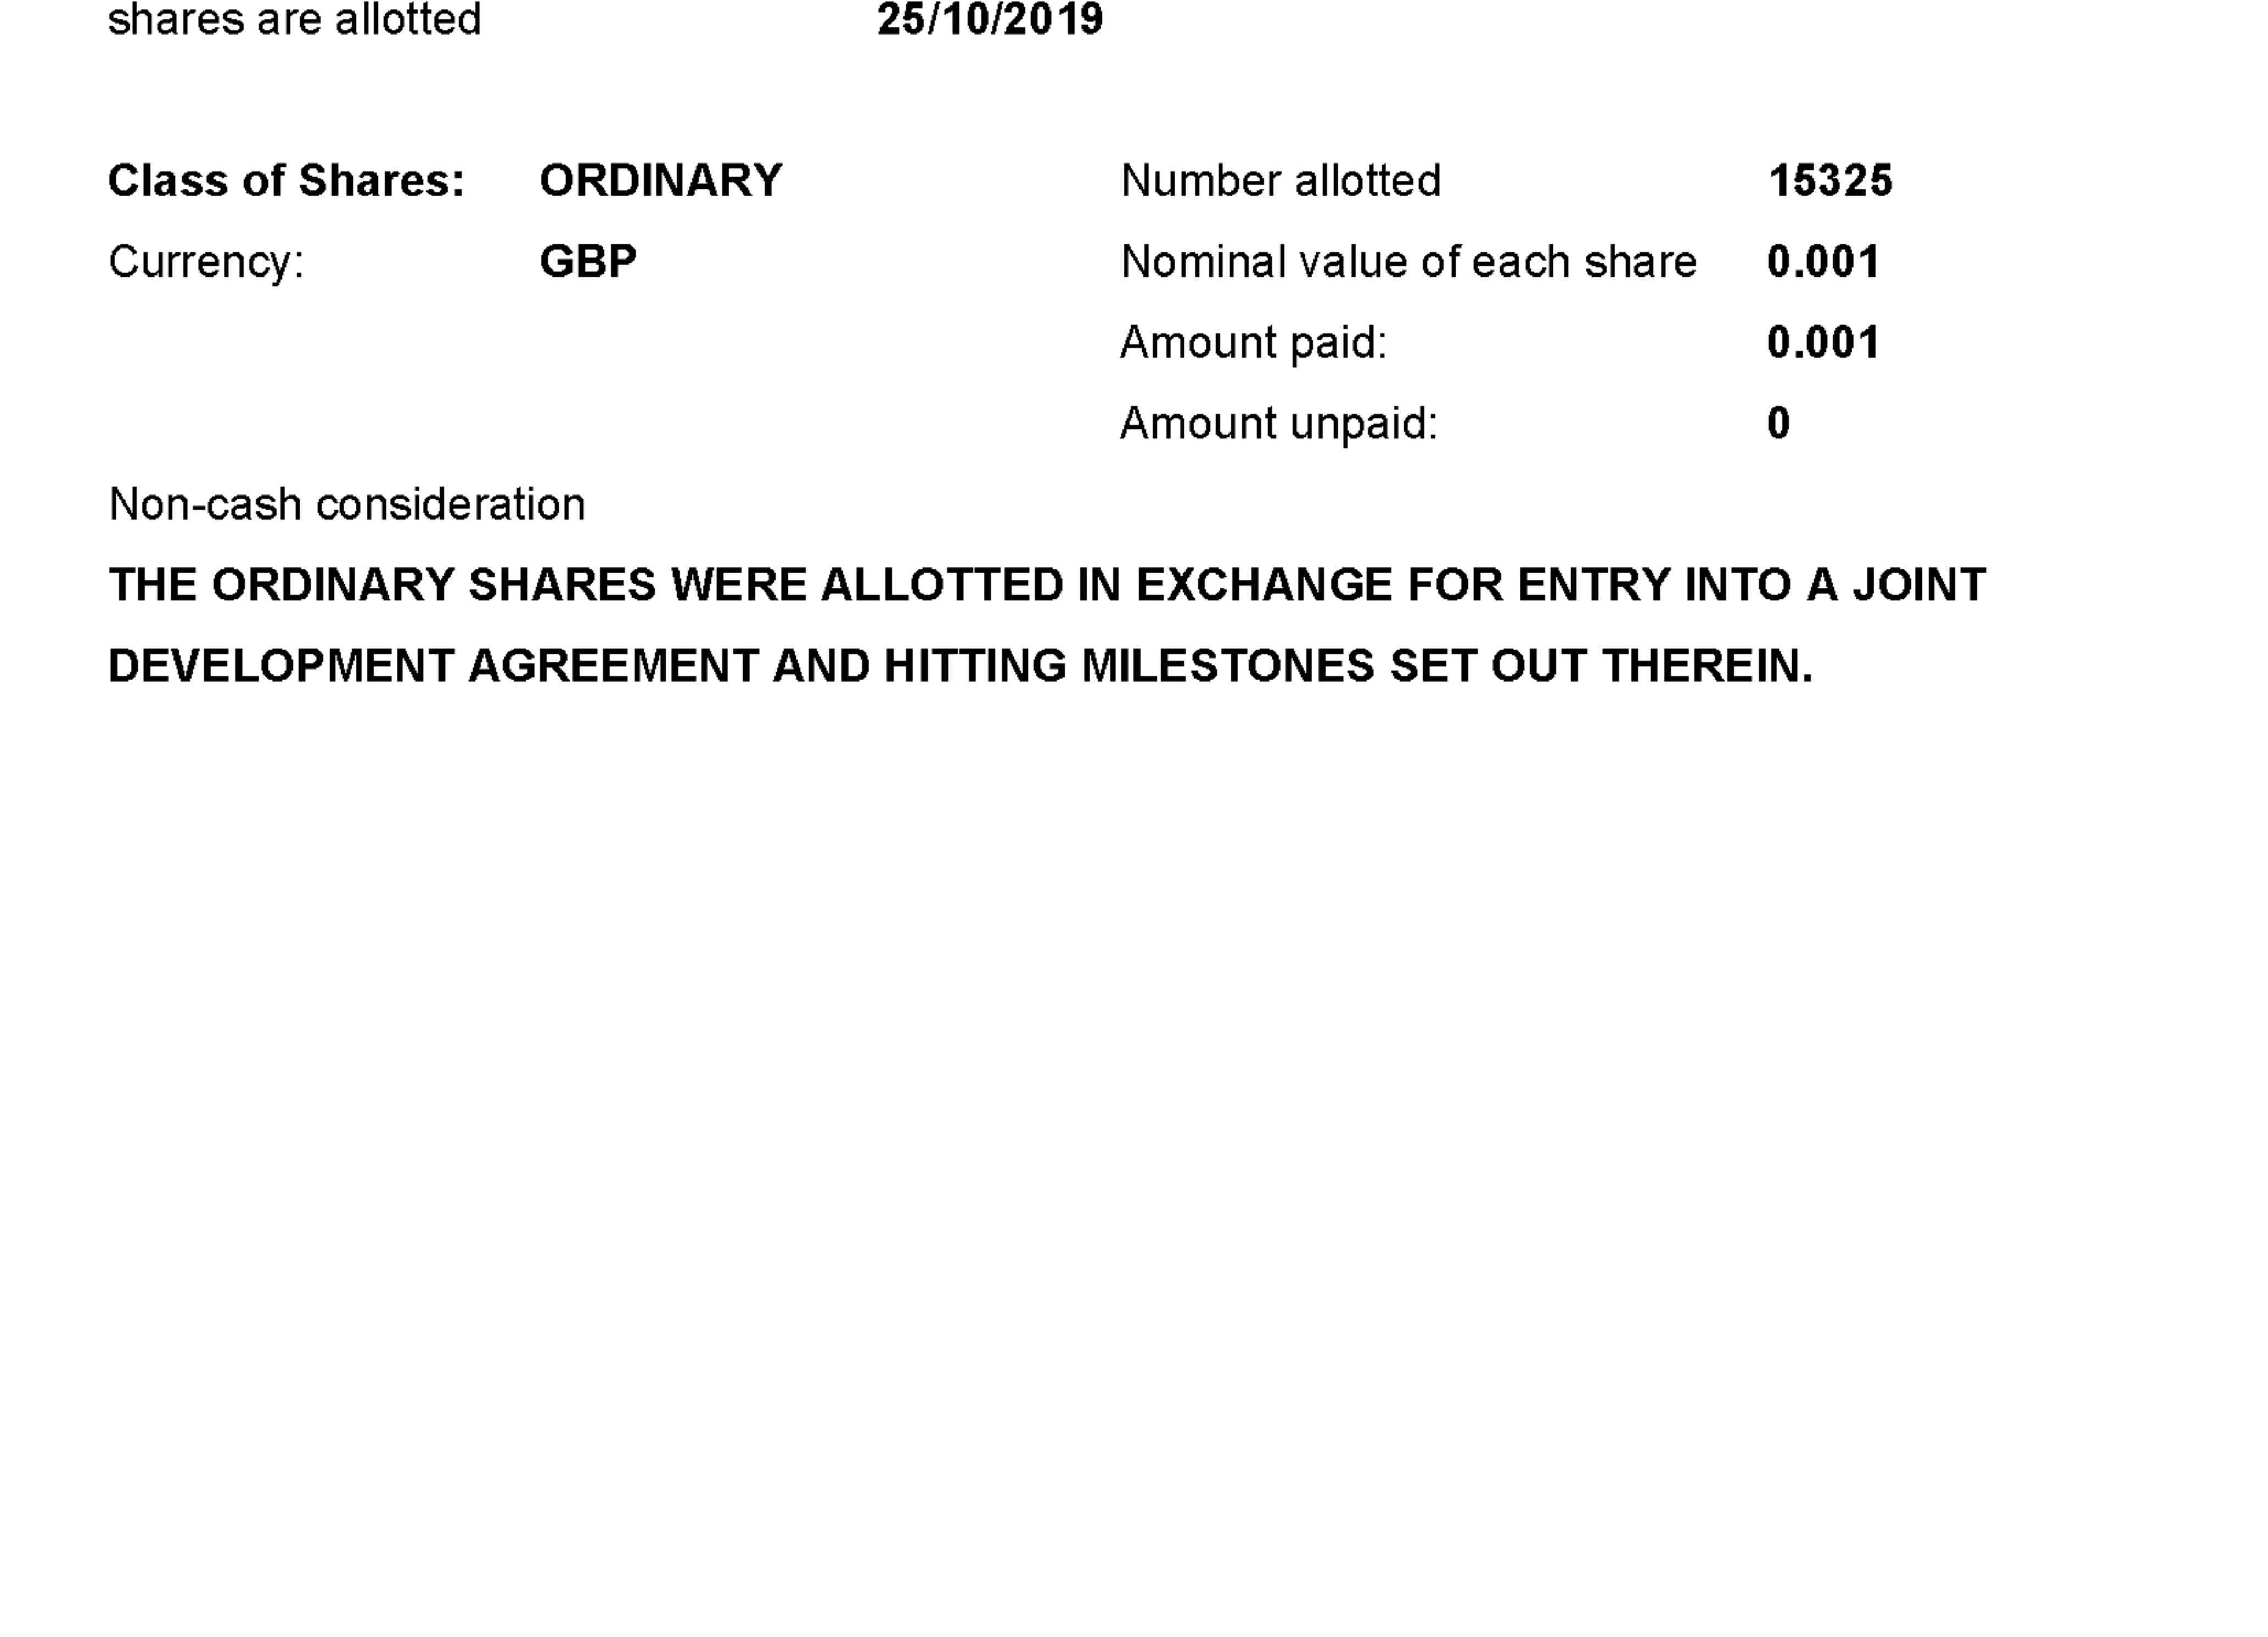 shares are allotted 25/10/2019
Class of Shares: ORDINARY Number allotted 15325
Currency: GBP Nominal value of each share 0.001
Amount paid: 0.001
Amount unpaid: 0
Non-cash consideration
THE ORDINARY SHARES WERE ALLOTTED IN EXCHANGE FOR ENTRY INTO A JOINT
DEVELOPMENT AGREEMENT AND HITTING MILESTONES SET OUT THEREIN.